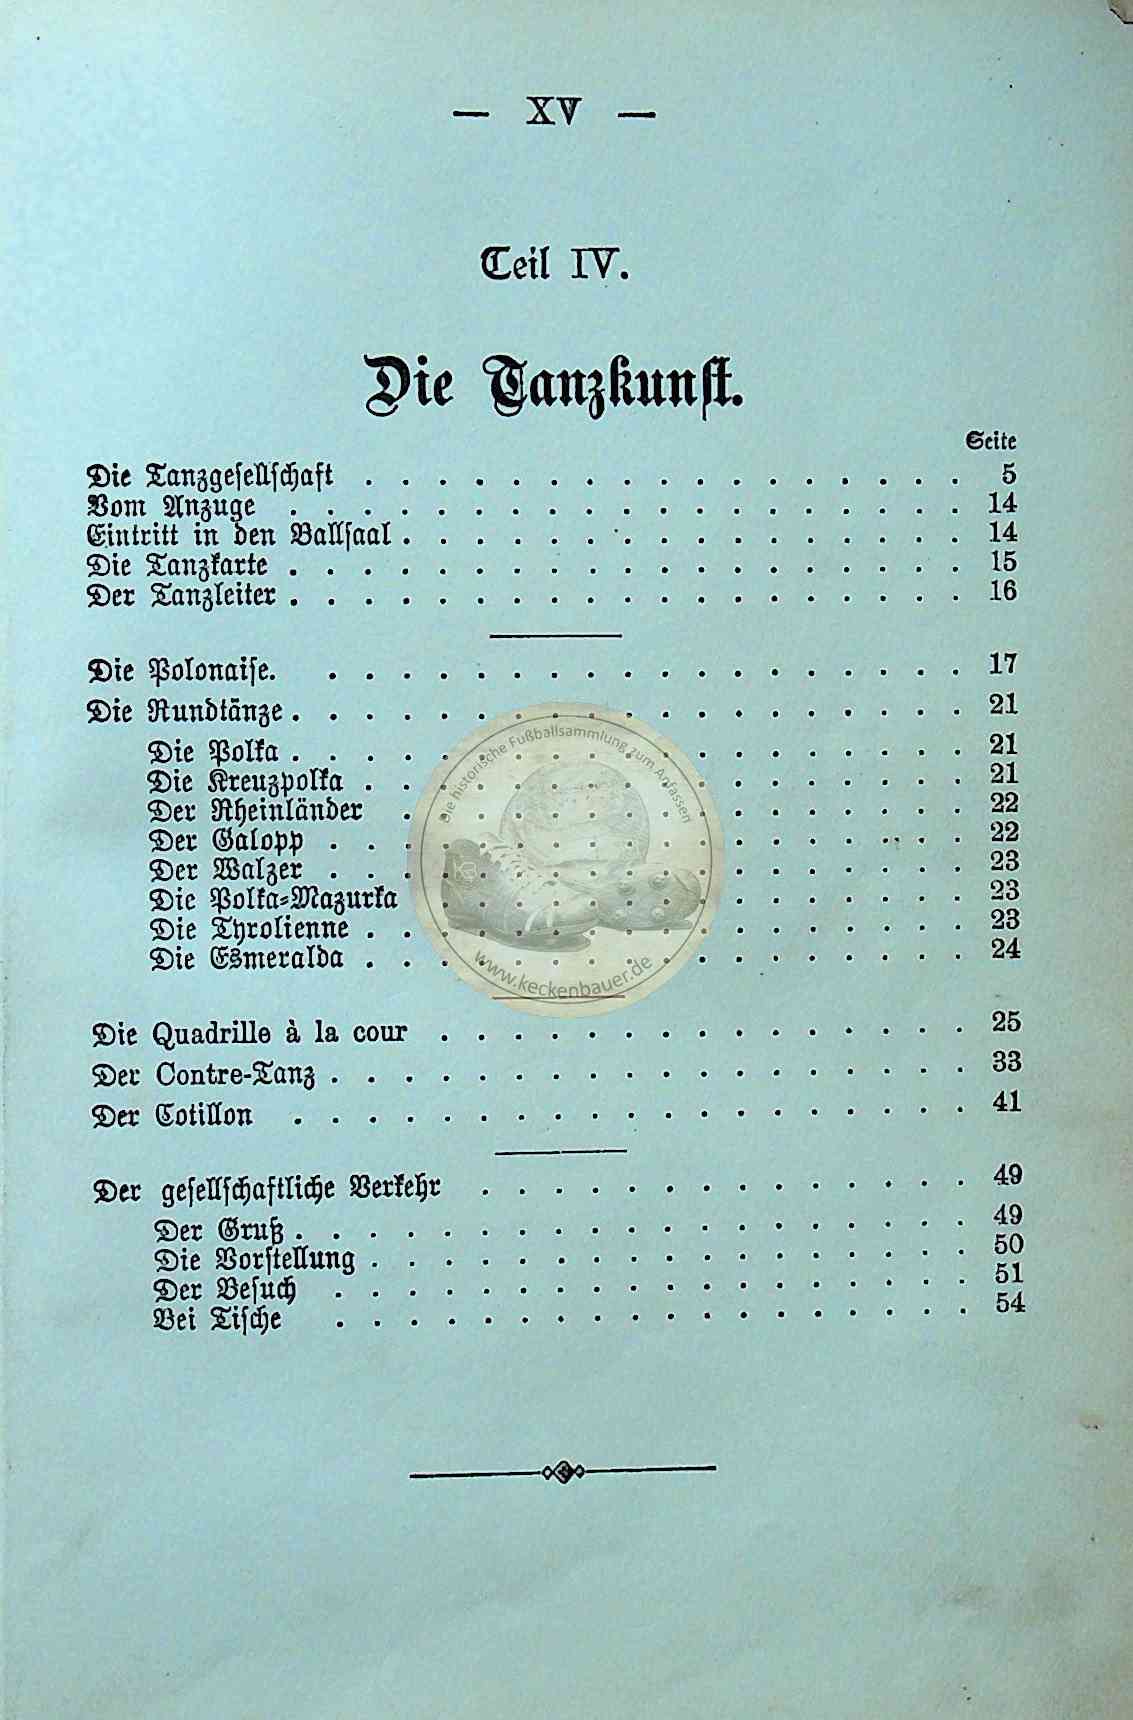 — XV —
Teil IV.
Die Tanzkunst.
Seite
Die Tanzgesellschaft . . . . . . . . . . . . . . . . . 5
Vom Anzuge . . . . . . . . . . . . . . . . . . . 14
Eintritt in den Ballsaal . . . . . . . . . . . . . . . . 14
Die Tanzkarte . . . . . . . . . . . . . . . . . . . 15
Der Tanzleiter . . . . . . . . . . . . . . . . . . . 16
Die Polonaise. . . . . . . . . . . . . . . . . . . 17
Die Rundtänze . . . . . . . . . . . . . . . . . . . 21
Die Polka . . . . . . . . . . . . . . . . . . . 21
Die Kreuzpolka . . . . . . . . . . . . . . . . . 21
Der Rheinländer . . . . . . . . . . . . . . . . 22
Der Galopp . . . . . . . . . . . . . . . . . . 22
Der Walzer . . . . . . . . . . . . . . . . . . 23
Die Polka-Mazurka . . . . . . . . . . . . . . . 23
Die Tyrolienne . . . . . . . . . . . . . . . . . 23
Die Esmeralda . . . . . . . . . . . . . . . . . 24
Die Quadrille à la cour . . . . . . . . . . . . . . . 25
Der Contre-Tanz . . . . . . . . . . . . . . . . . . 33
Der Cotillon . . . . . . . . . . . . . . . . . . . 41
Der gesellschaftliche Verkehr . . . . . . . . . . . . . . 49
Der Gruß . . . . . . . . . . . . . . . . . . . 49
Die Vorstellung . . . . . . . . . . . . . . . . . 50
Der Besuch . . . . . . . . . . . . . . . . . . 51
Bei Tische . . . . . . . . . . . . . . . . . . 54
Die historische Fußballsammlung zum Anfassen
www.keckenbauer.de